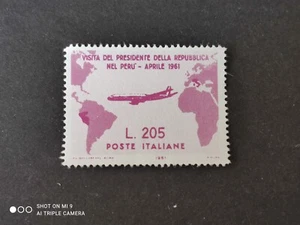 VISITA DEL PRESIDENTE DELLA REPUBBLICA
NEL PERU' - APRILE 1961
L. 205
POSTE ITALIANE
1961
SHOT ON MI 9
AI TRIPLE CAMERA